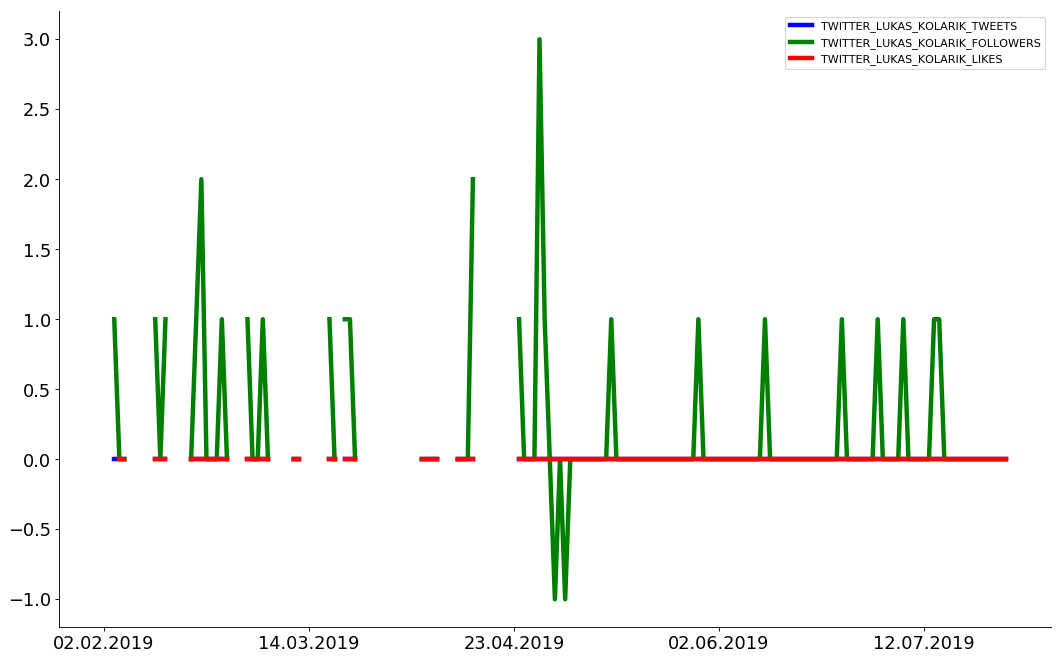 TWITTER_LUKAS_KOLARIK_TWEETS
TWITTER_LUKAS_KOLARIK_FOLLOWERS
TWITTER_LUKAS_KOLARIK_LIKES
3.0
2.5
2.0
1.5
1.0
0.5
0.0
−0.5
−1.0
02.02.2019 14.03.2019 23.04.2019 02.06.2019 12.07.2019